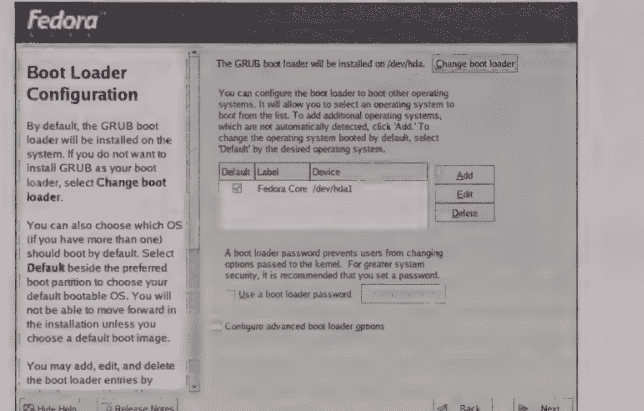 fedora
Boot Loader
Configuration
By default, the GRUB boot
loader will be installed on the
system. If you do not want to
install GRUB as your boot
loader, select Change boot
loader.
You can also choose which OS
(if you have more than one)
should boot by default. Select
Default beside the preferred
boot partition to choose your
default bootable OS. You will
not be able to move forward in
the installation unless you
choose a default boot image.
You may add, edit, and delete
the boot loader entries by
The GRUB boot loader will be installed on /dev/hda. Change boot loader
You can configure the boot loader to boot other operating
systems. It will allow you to select an operating system to
boot from the list. To add additional operating systems,
which are not automatically detected, click 'Add.' To
change the operating system booted by default, select
'Default' by the desired operating system.
Default Label Device
Fedora Core /dev/hda1
Add
Edit
Delete
A boot loader password prevents users from changing
options passed to the kernel. For greater system
security, it is recommended that you set a password.
Use a boot loader password
Configure advanced boot loader options
Hide Help Release Notes Back Next